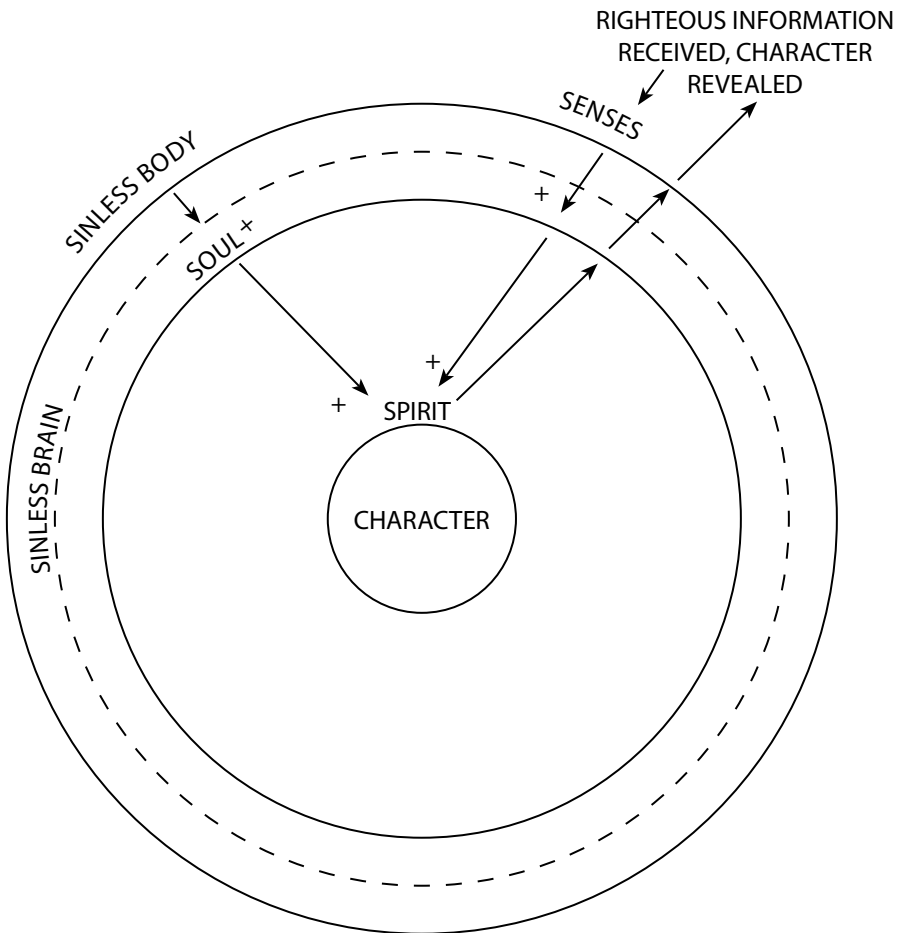 RIGHTEOUS INFORMATION
RECEIVED, CHARACTER
REVEALED
SENSES
SINLESS BODY
+
SOUL+
+
+
SPIRIT
SINLESS BRAIN
CHARACTER